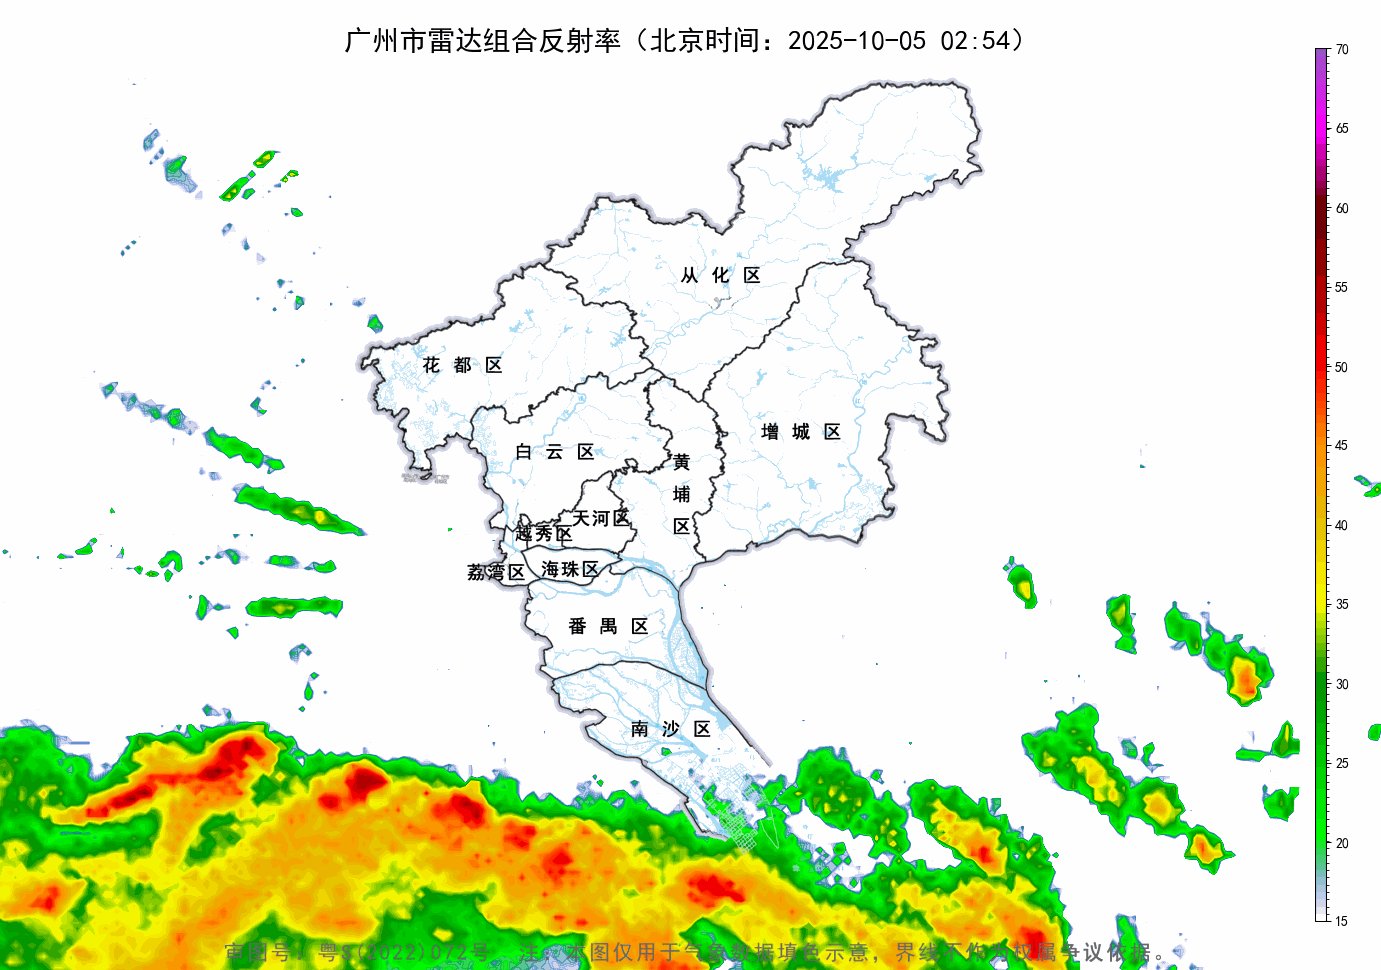 广州市雷达组合反射率（北京时间：2025-10-05 02:54）
70
65
60
55
50
45
40
35
30
25
20
15
从化区
花都区
增城区
白云区
黄埔区
天河区
越秀区
荔湾区
海珠区
番禺区
南沙区
审图号：粤S(2022)072号 注：本图仅用于气象数据填色示意，界线不作为权属争议依据。